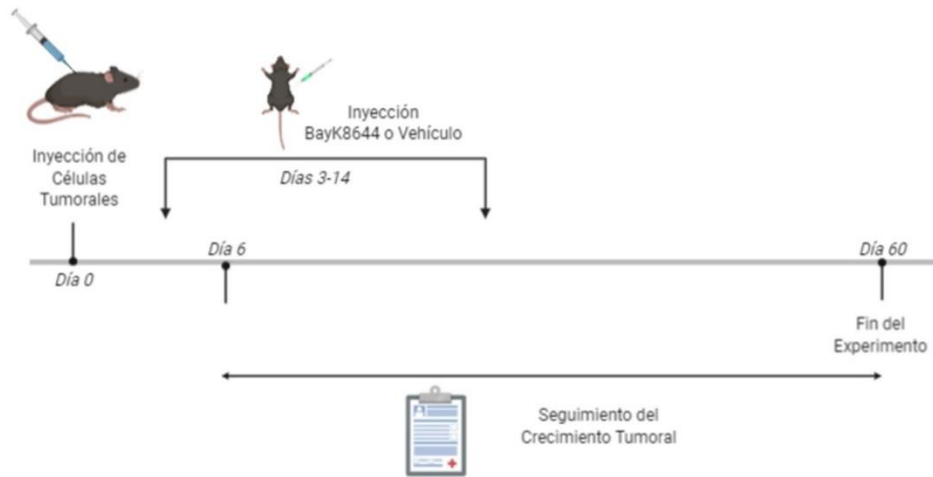 Inyección de
Células
Tumorales
Inyección
BayK8644 o Vehículo
Días 3-14
Día 0
Día 6
Día 60
Fin del
Experimento
Seguimiento del
Crecimiento Tumoral